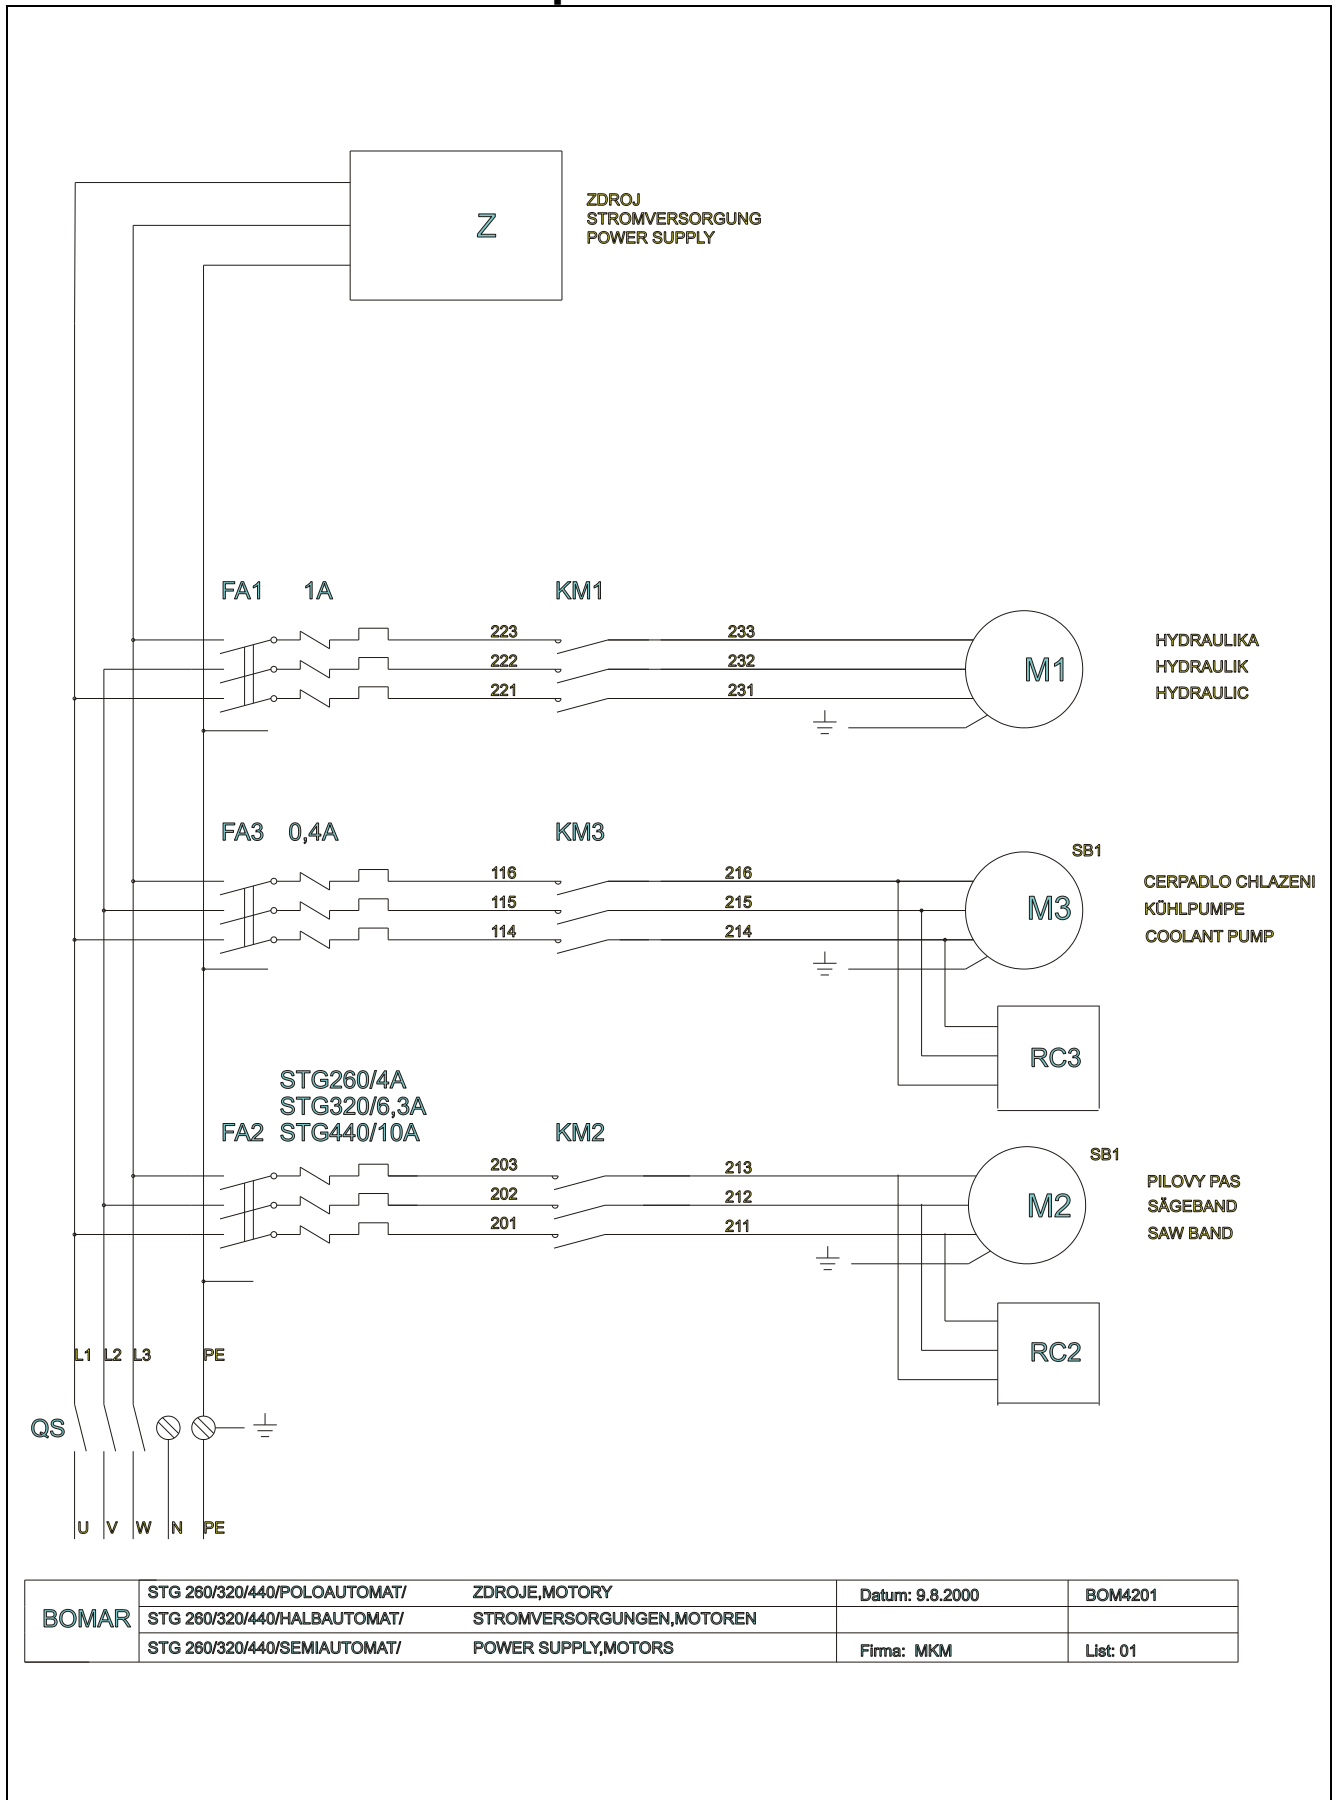 Z
ZDROJ
STROMVERSORGUNG
POWER SUPPLY
FA1 1A KM1
223 233
222 232
221 231
M1
HYDRAULIKA
HYDRAULIK
HYDRAULIC
FA3 0,4A KM3
SB1
116 216
115 215
114 214
M3
CERPADLO CHLAZENI
KÜHLPUMPE
COOLANT PUMP
RC3
STG260/4A
STG320/6,3A
FA2 STG440/10A KM2
SB1
203 213
202 212
201 211
M2
PILOVY PAS
SÄGEBAND
SAW BAND
RC2
L1 L2 L3 PE
QS
U V W N PE
BOMAR
STG 260/320/440/POLOAUTOMAT/ ZDROJE,MOTORY Datum: 9.8.2000 BOM4201
STG 260/320/440/HALBAUTOMAT/ STROMVERSORGUNGEN,MOTOREN
STG 260/320/440/SEMIAUTOMAT/ POWER SUPPLY,MOTORS Firma: MKM List: 01